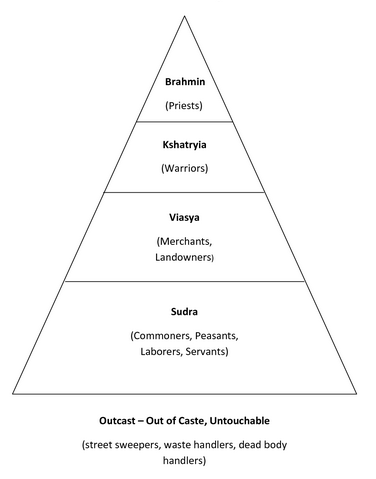 Brahmin
(Priests)
Kshatryia
(Warriors)
Viasya
(Merchants,
Landowners)
Sudra
(Commoners, Peasants,
Laborers, Servants)
Outcast – Out of Caste, Untouchable
(street sweepers, waste handlers, dead body
handlers)